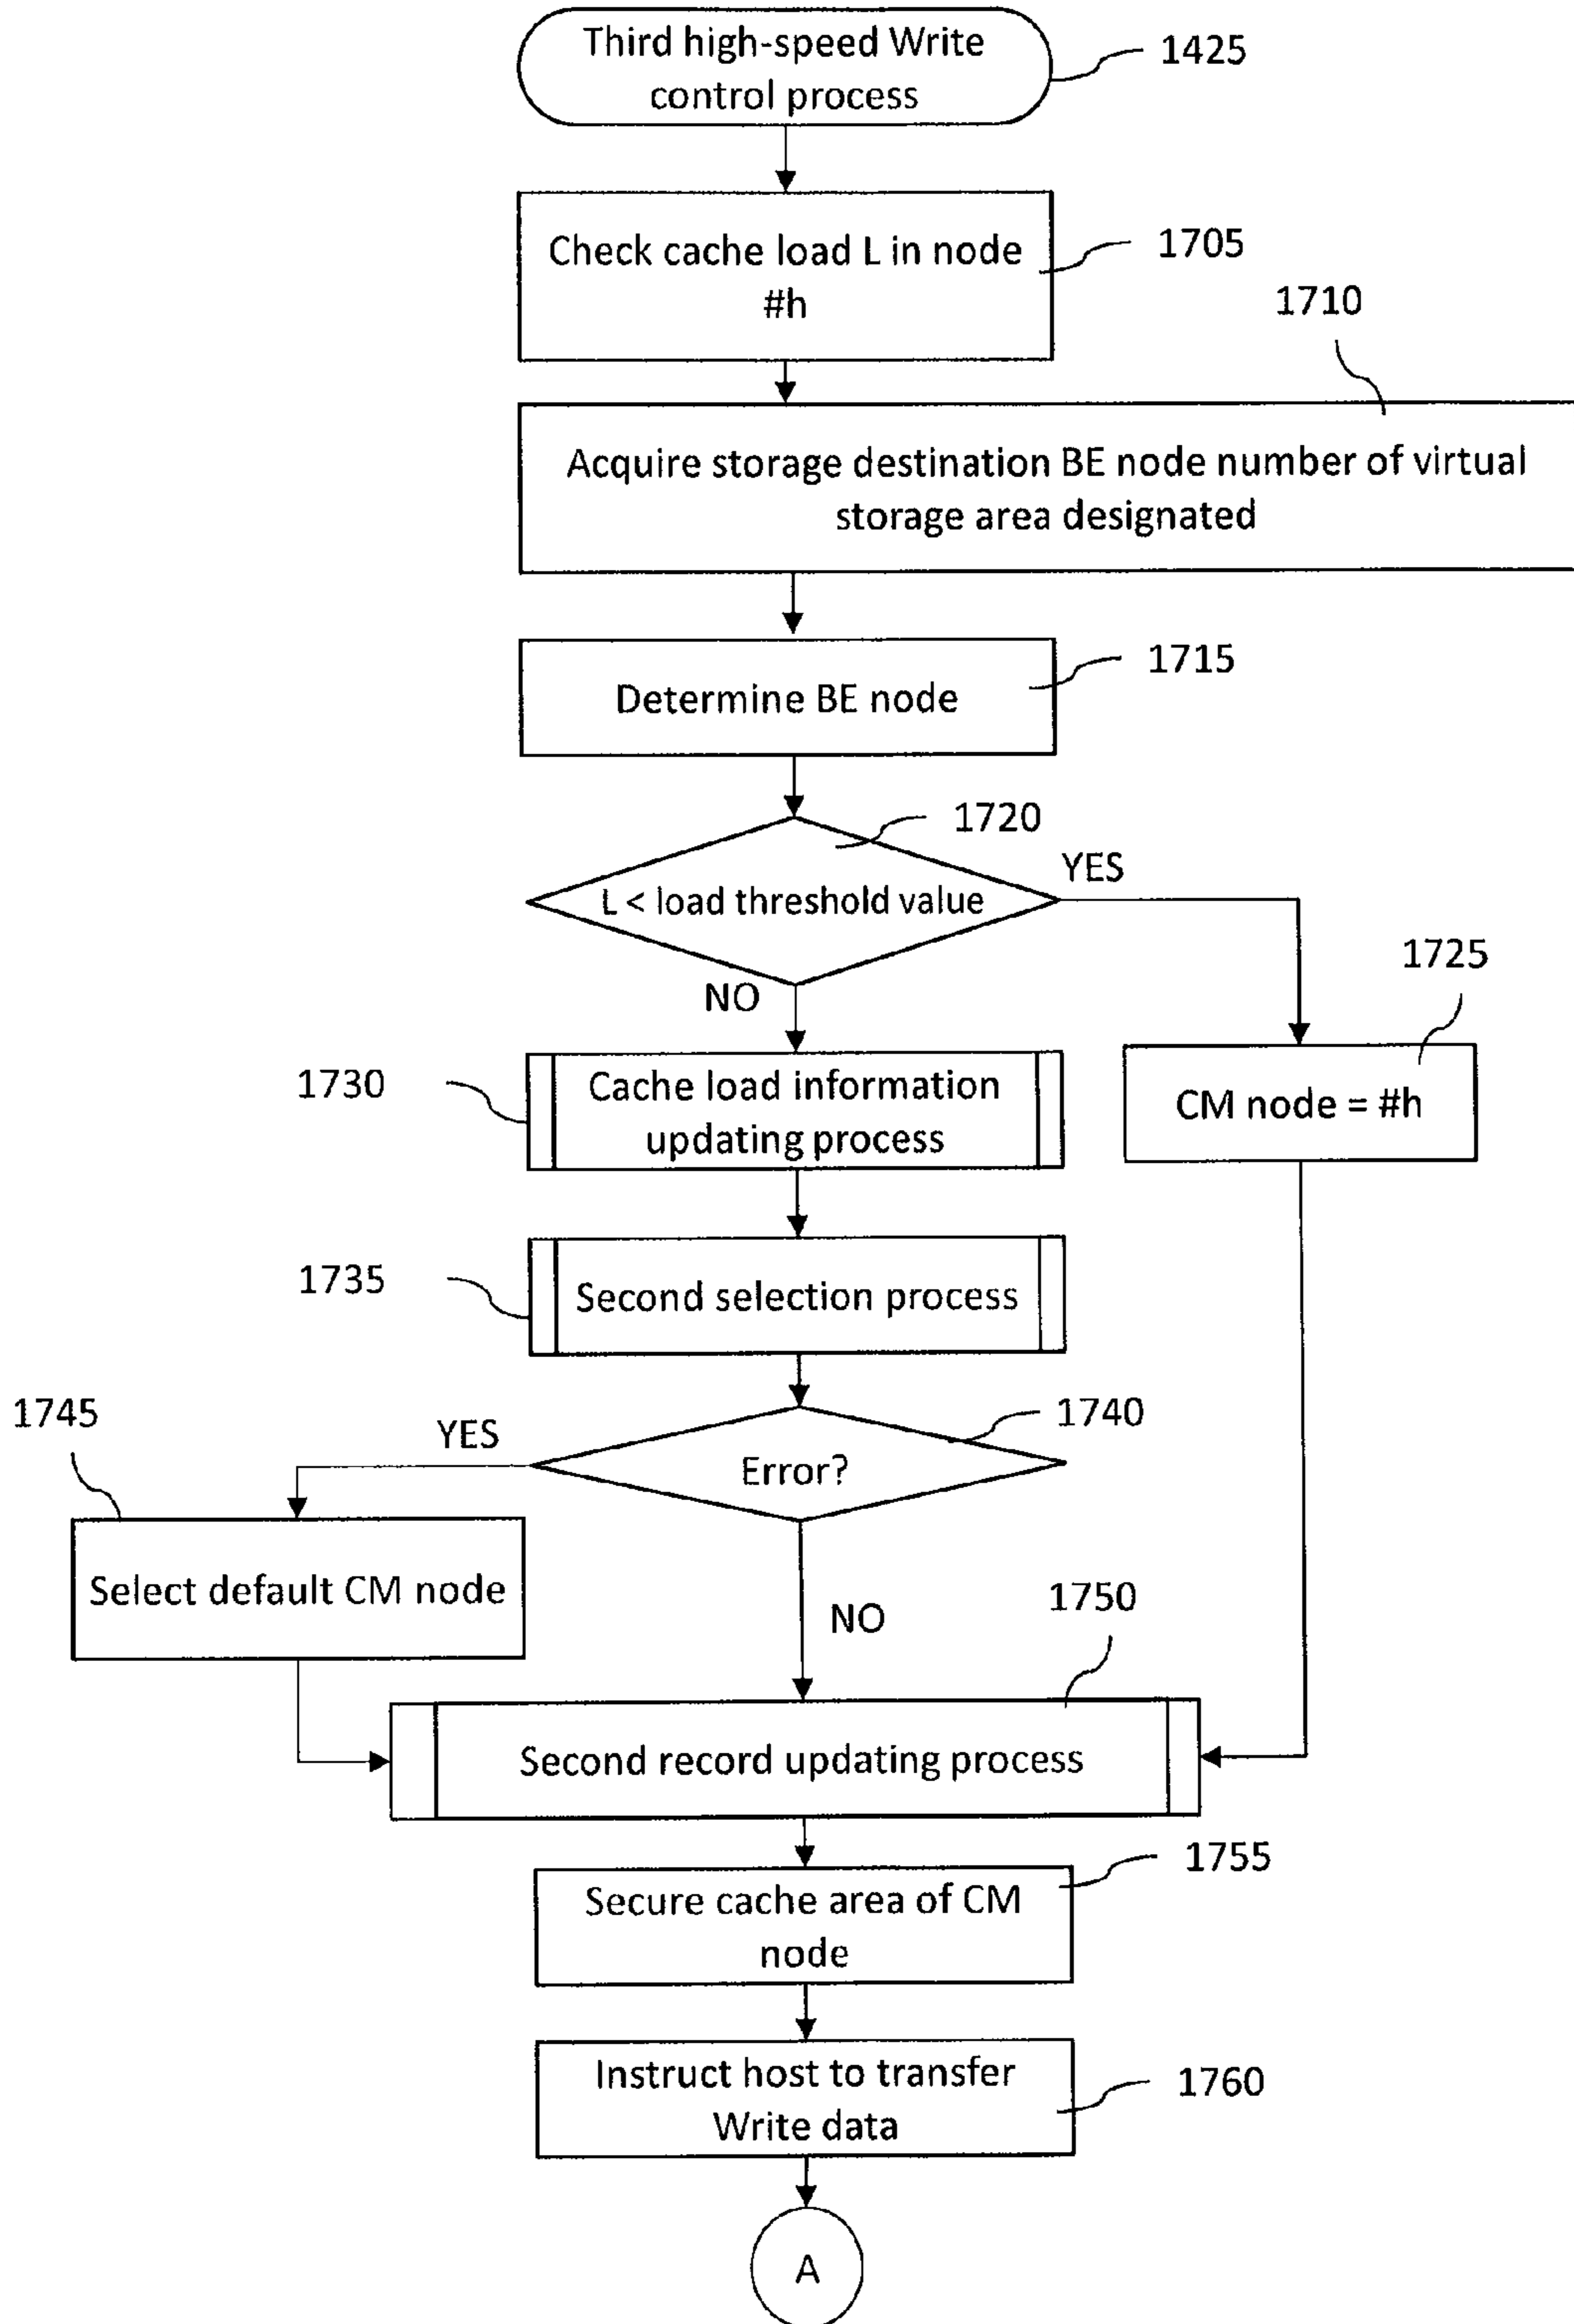 Third high-speed Write
control process
1425
Check cache load L in node
#h
1705
1710
Acquire storage destination BE node number of virtual
storage area designated
Determine BE node
1715
1720
L < load threshold value
YES
NO
1725
CM node = #h
1730
Cache load information
updating process
1735
Second selection process
1740
Error?
YES
1745
Select default CM node
NO
1750
Second record updating process
1755
Secure cache area of CM
node
Instruct host to transfer
Write data
1760
A